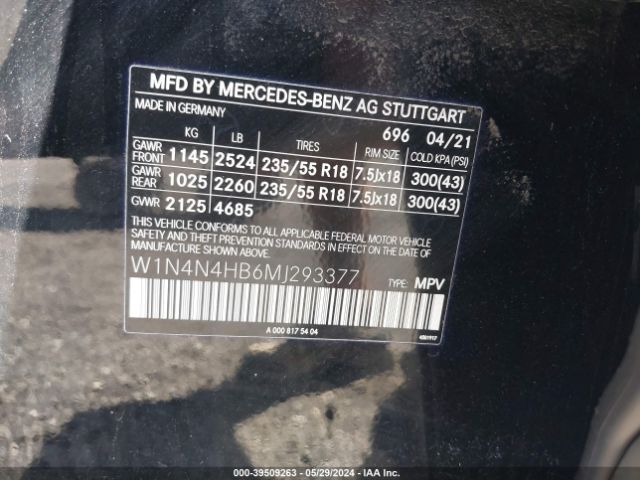 MFD BY MERCEDES-BENZ AG STUTTGART
MADE IN GERMANY 696 04/21
KG LB TIRES RIM SIZE COLD KPA (PSI)
GAWR FRONT 1145 2524 235/55 R18 7.5Jx18 300(43)
GAWR REAR 1025 2260 235/55 R18 7.5Jx18 300(43)
GWR 2125 4685
THIS VEHICLE CONFORMS TO ALL APPLICABLE FEDERAL MOTOR VEHICLE
SAFETY AND THEFT PREVENTION STANDARDS IN EFFECT ON THE DATE OF
MANUFACTURE SHOWN ABOVE.
W1N4N4HB6MJ293377 TYPE: MPV
A 000 817 54 04
000-39509263 - 05/29/2024 - IAA Inc.